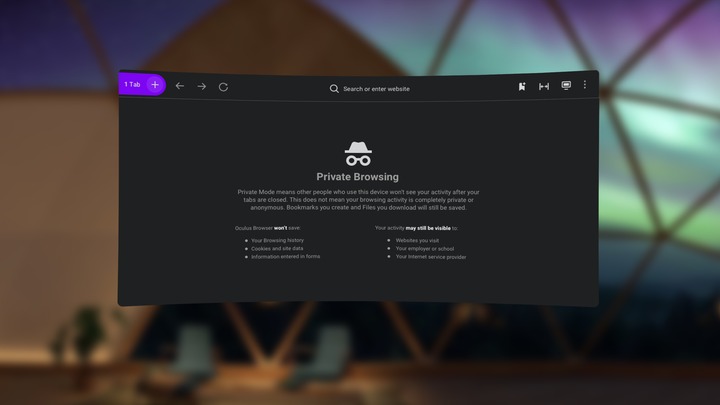 1 Tab
Search or enter website
Private Browsing
Private Mode means other people who use this device won't see your activity after your
tabs are closed. This does not mean your browsing activity is completely private or
anonymous. Bookmarks you create and Files you download will still be saved.
Oculus Browser won't save:
Your Browsing history
Cookies and site data
Information entered in forms
Your activity may still be visible to:
Websites you visit
Your employer or school
Your Internet service provider